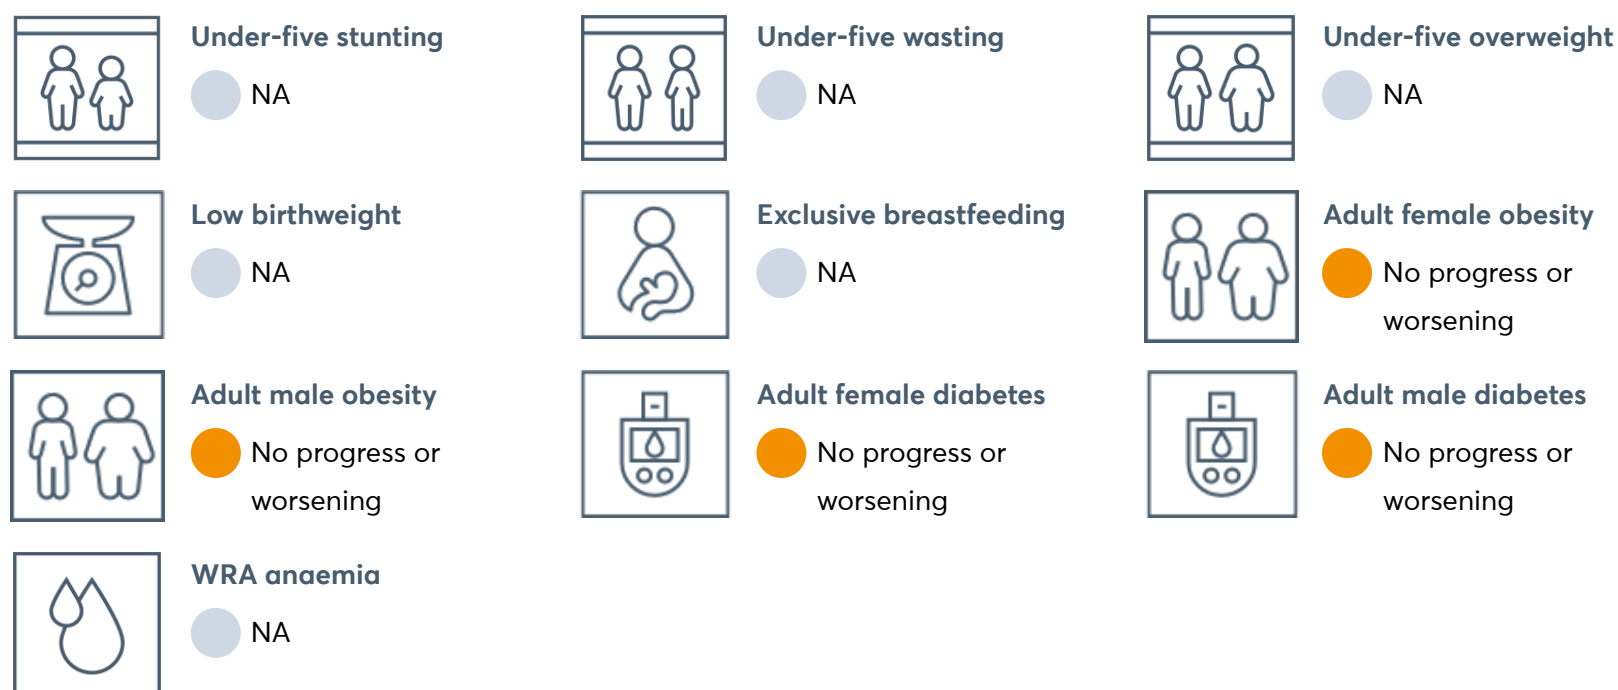 Under-five stunting
NA
Under-five wasting
NA
Under-five overweight
NA
Low birthweight
NA
Exclusive breastfeeding
NA
Adult female obesity
No progress or
worsening
Adult male obesity
No progress or
worsening
Adult female diabetes
No progress or
worsening
Adult male diabetes
No progress or
worsening
WRA anaemia
NA